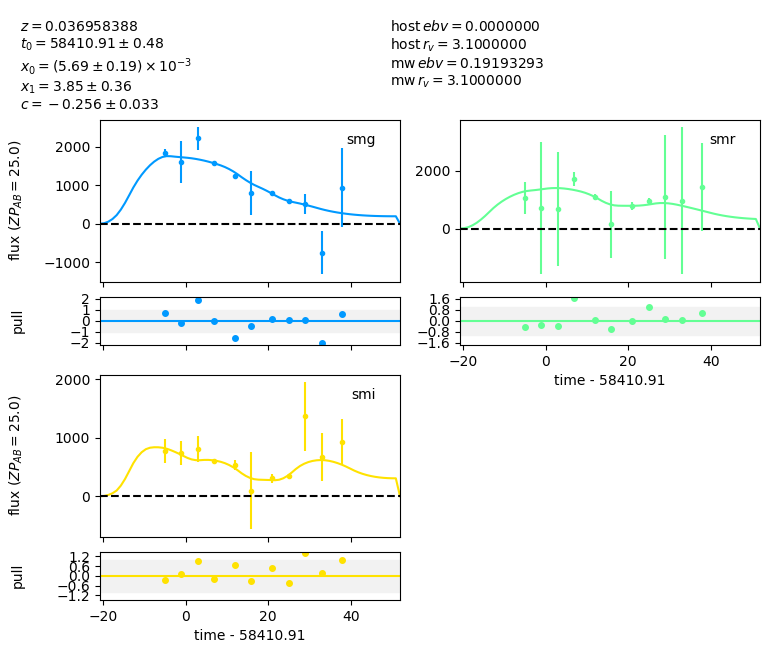 z = 0.036958388
t₀ = 58410.91 ± 0.48
x₀ = (5.69 ± 0.19) × 10⁻³
x₁ = 3.85 ± 0.36
c = −0.256 ± 0.033
host ebv = 0.0000000
host r_v = 3.1000000
mw ebv = 0.19193293
mw r_v = 3.1000000
flux (ZP_AB = 25.0)
2000
1000
0
−1000
smg
2000
0
smr
pull
2
1
0
−1
−2
1.6
0.8
0.0
−0.8
−1.6
−20
0
20
40
time - 58410.91
flux (ZP_AB = 25.0)
2000
1000
0
smi
pull
1.2
0.6
0.0
−0.6
−1.2
−20
0
20
40
time - 58410.91